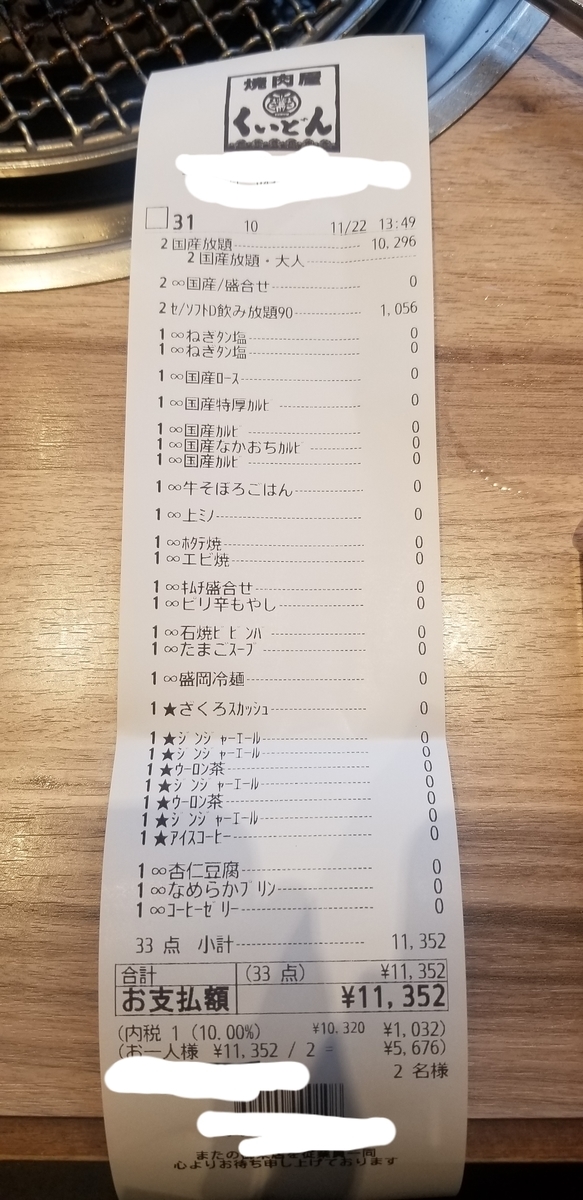 焼肉屋
くいどん
31 10 11/22 13:49
2 国産放題 10,296
2 国産放題・大人
2 ∞国産/盛合せ 0
2 セ/ソフトD飲み放題90 1,056
1 ∞ねぎタン塩 0
1 ∞ねぎタン塩 0
1 ∞国産ロース 0
1 ∞国産特厚カルビ 0
1 ∞国産カルビ 0
1 ∞国産なかおちカルビ 0
1 ∞国産カルビ 0
1 ∞牛そぼろごはん 0
1 ∞上ミノ 0
1 ∞ホタテ焼 0
1 ∞エビ焼 0
1 ∞キムチ盛合せ 0
1 ∞ピリ辛もやし 0
1 ∞石焼ビビンバ 0
1 ∞たまごスープ 0
1 ∞盛岡冷麺 0
1 ★ざくろスカッシュ 0
1 ★ジンジャーエール 0
1 ★ジンジャーエール 0
1 ★ウーロン茶 0
1 ★ジンジャーエール 0
1 ★ウーロン茶 0
1 ★ジンジャーエール 0
1 ★アイスコーヒー 0
1 ∞杏仁豆腐 0
1 ∞なめらかプリン 0
1 ∞コーヒーゼリー 0
33 点 小計 11,352
合計 (33 点) ¥11,352
お支払額 ¥11,352
(内税 1 (10.00%) ¥10,320 ¥1,032)
(お一人様 ¥11,352 / 2 = ¥5,676)
2 名様
またの
心よりお待ち申し上げております